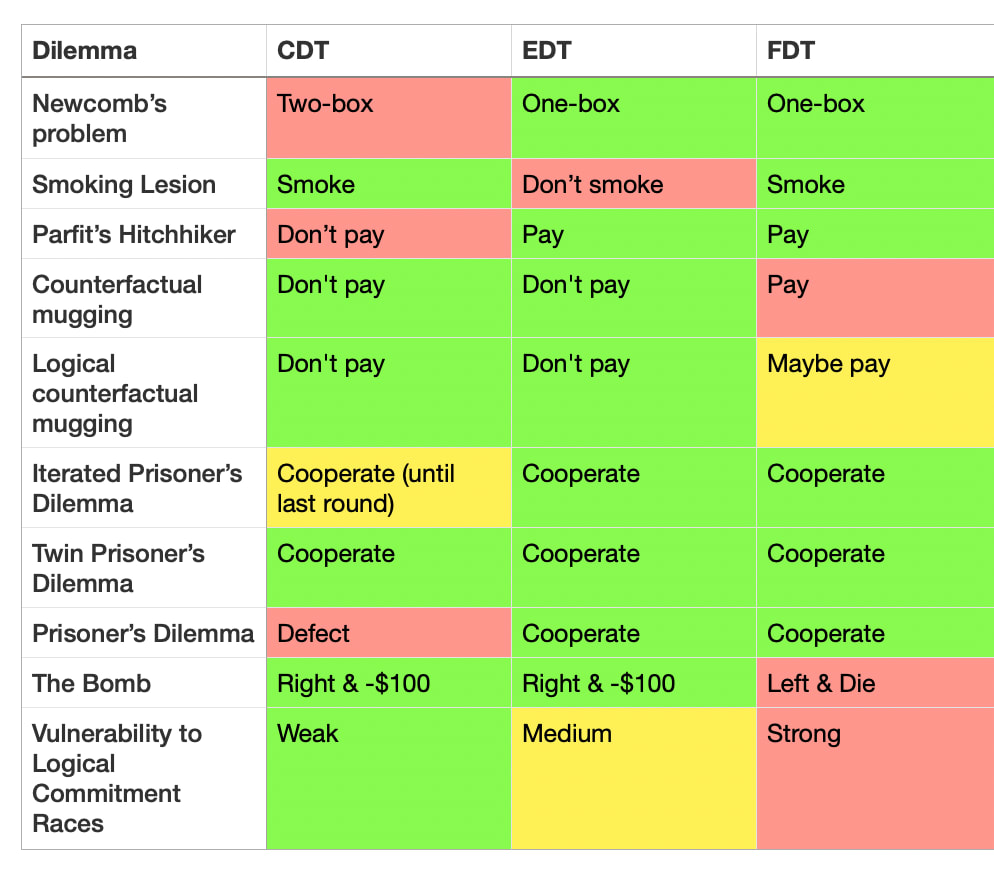 Dilemma CDT EDT FDT
Newcomb’s problem Two-box One-box One-box
Smoking Lesion Smoke Don’t smoke Smoke
Parfit’s Hitchhiker Don’t pay Pay Pay
Counterfactual mugging Don't pay Don't pay Pay
Logical counterfactual mugging Don't pay Don't pay Maybe pay
Iterated Prisoner’s Dilemma Cooperate (until last round) Cooperate Cooperate
Twin Prisoner’s Dilemma Cooperate Cooperate Cooperate
Prisoner’s Dilemma Defect Cooperate Cooperate
The Bomb Right & -$100 Right & -$100 Left & Die
Vulnerability to Logical Commitment Races Weak Medium Strong